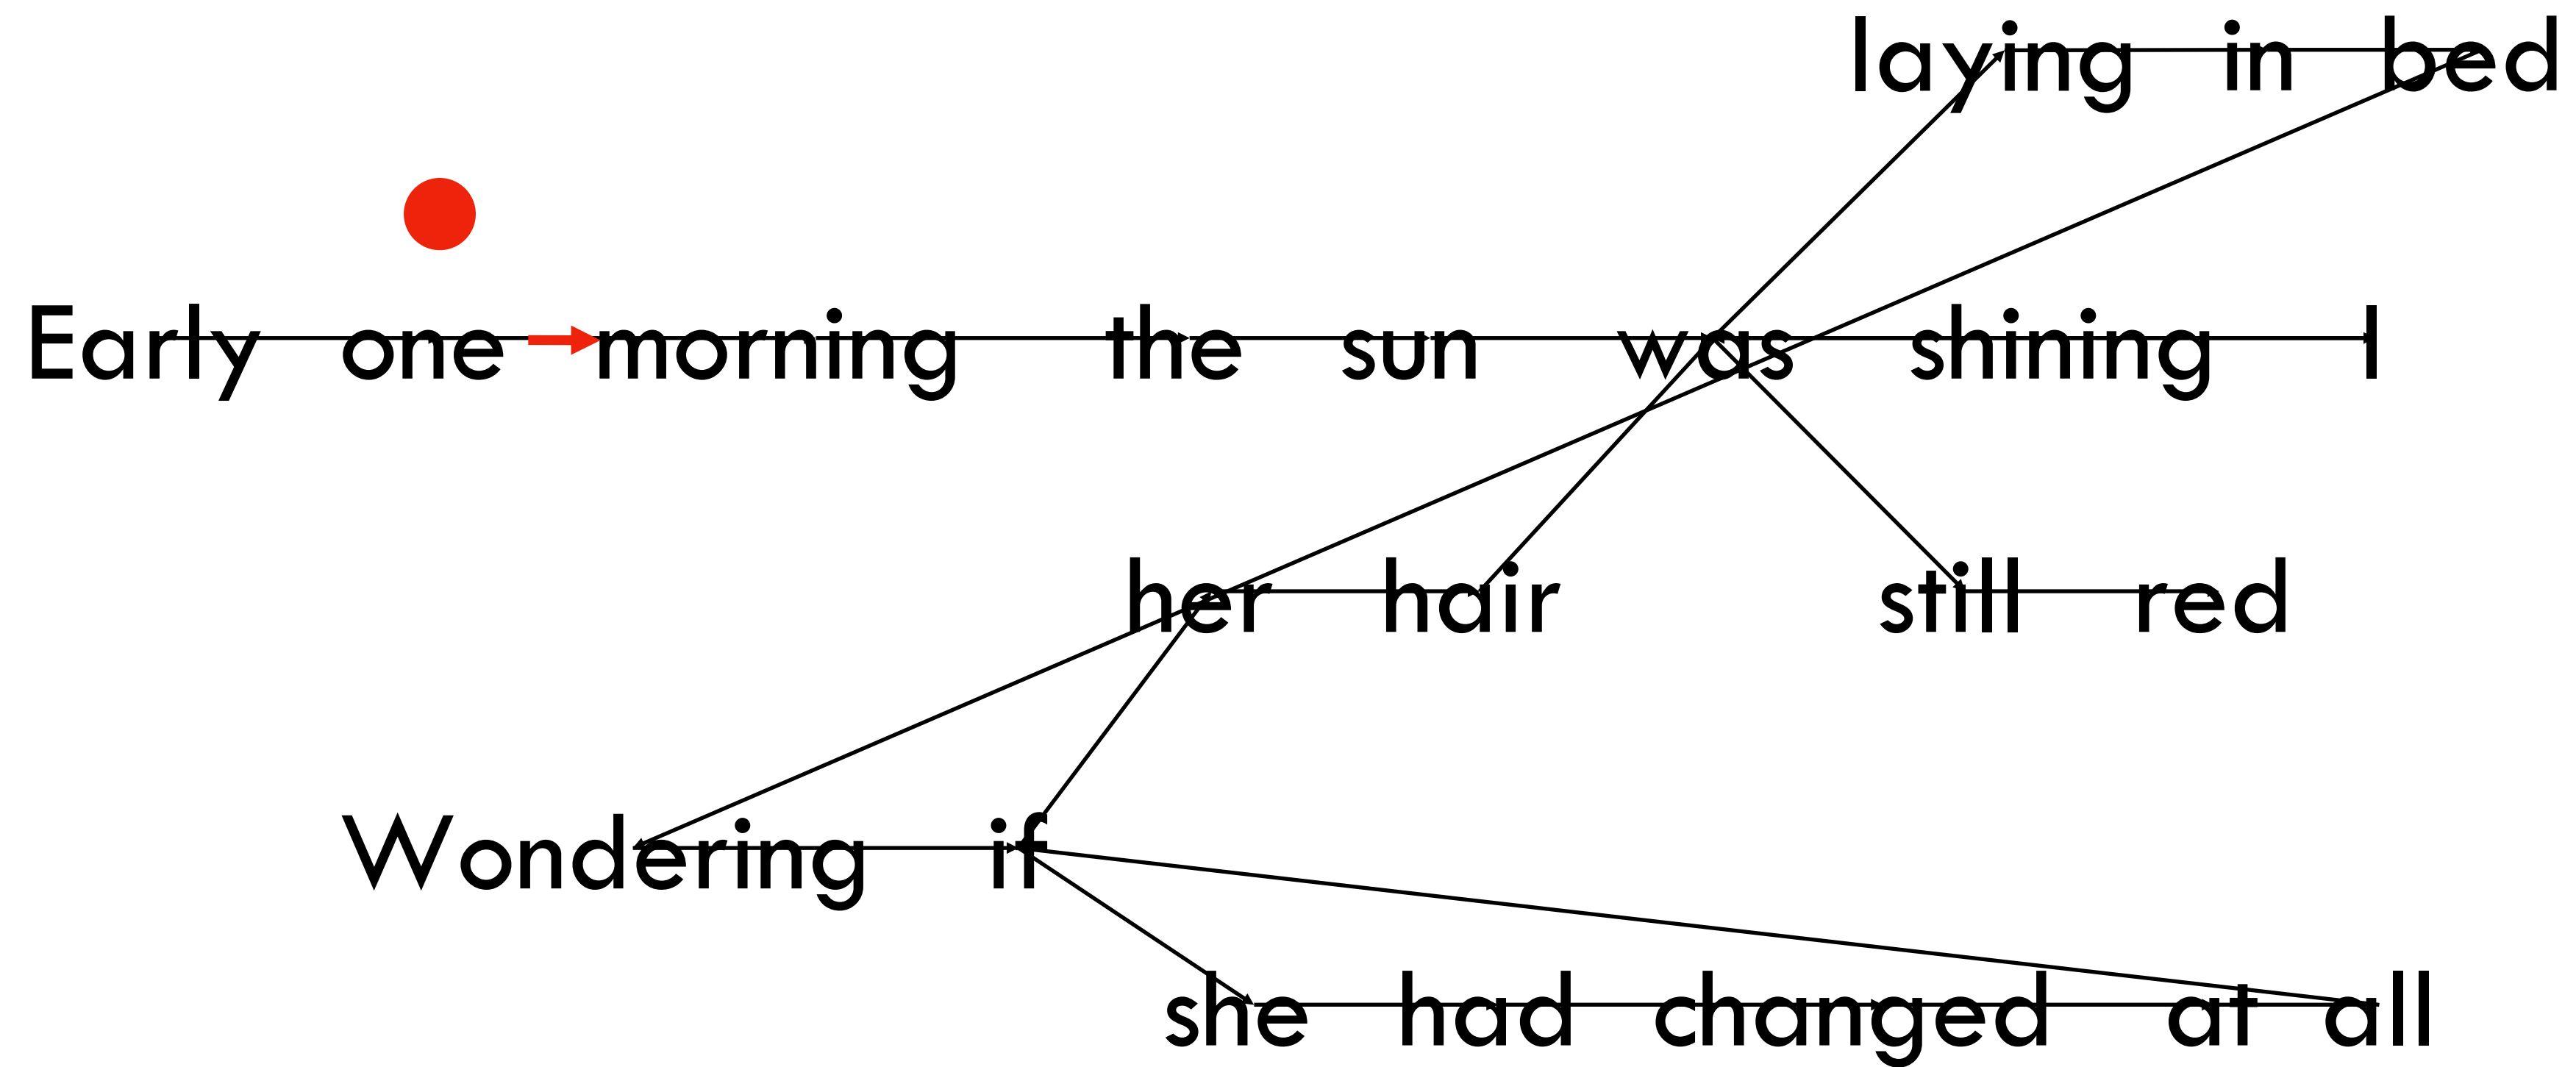 laying in bed
Early one morning the sun was shining I
her hair still red
Wondering if
she had changed at all